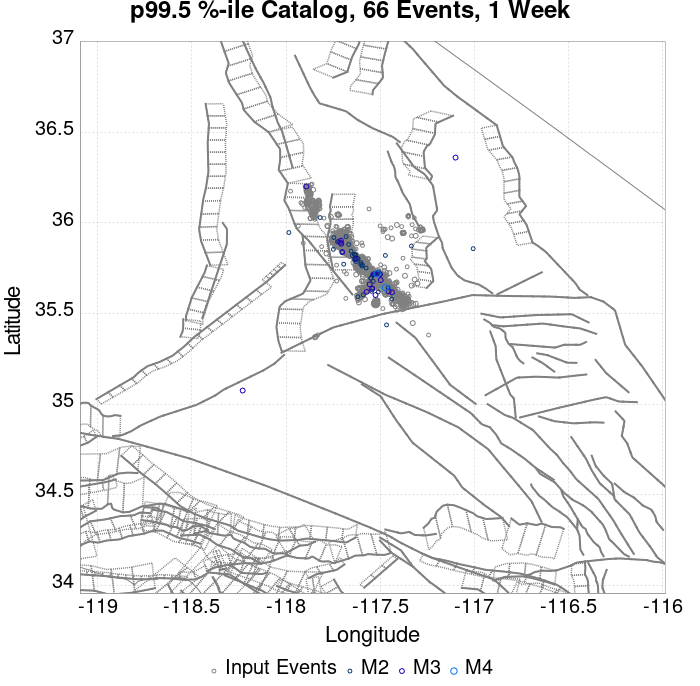 p99.5 %-ile Catalog, 66 Events, 1 Week
37
36.5
36
35.5
35
34.5
34
Latitude
-119 -118.5 -118 -117.5 -117 -116.5 -116
Longitude
Input Events M2 M3 M4